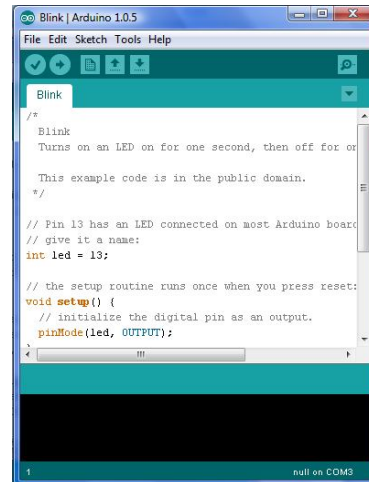 Blink | Arduino 1.0.5
File Edit Sketch Tools Help
Blink
/*
  Blink
  Turns on an LED on for one second, then off for or

  This example code is in the public domain.
 */

// Pin 13 has an LED connected on most Arduino boar
// give it a name:
int led = 13;

// the setup routine runs once when you press reset:
void setup() {
  // initialize the digital pin as an output.
  pinMode(led, OUTPUT);
1
null on COM3